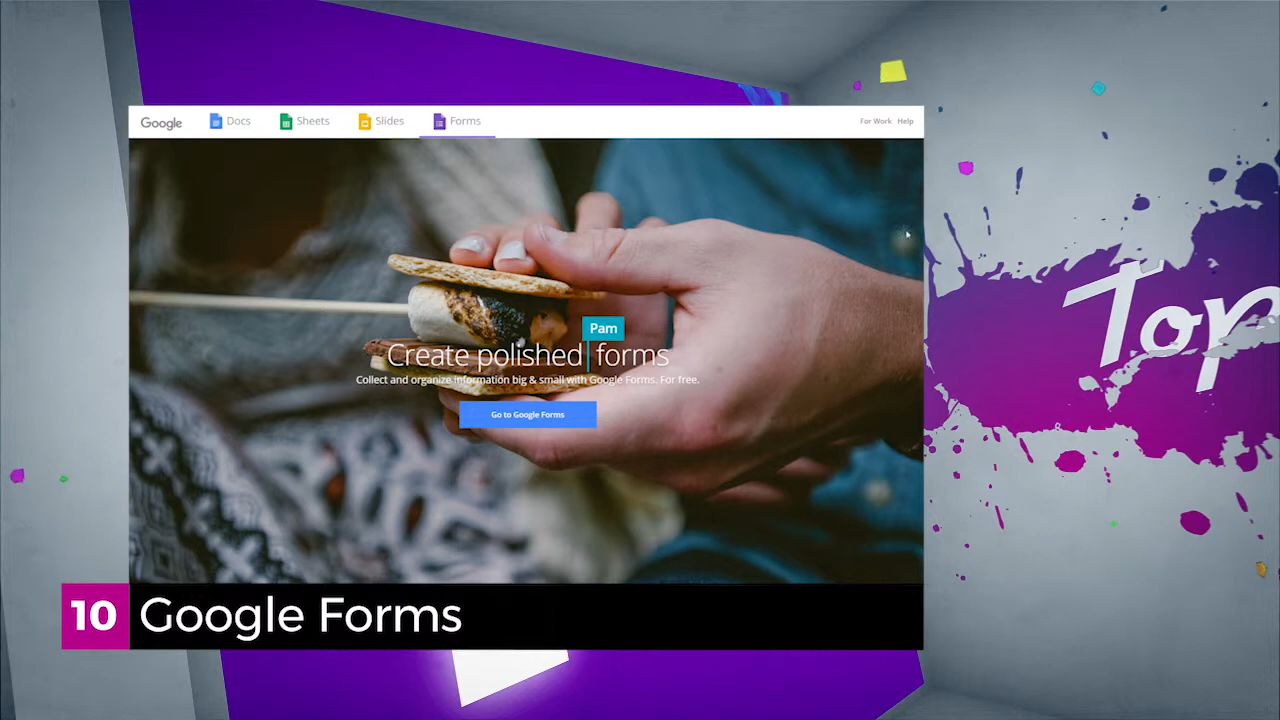 Google Docs Sheets Slides Forms For Work Help
Top
Pam
Create polished forms
Collect and organize information big & small with Google Forms. For free.
Go to Google Forms
10 Google Forms